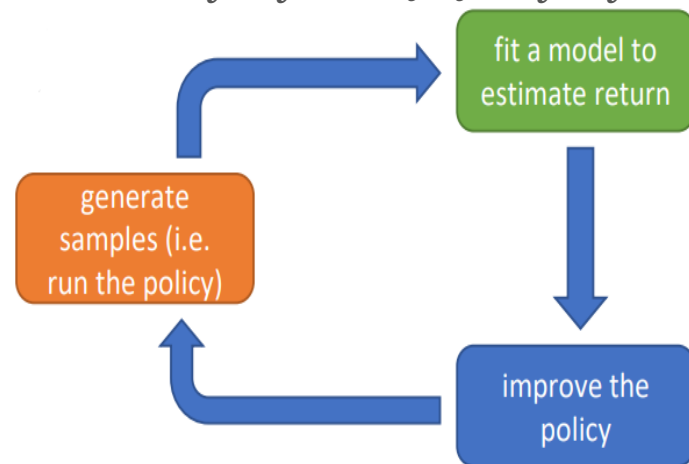 fit a model to
estimate return
generate
samples (i.e.
run the policy)
improve the
policy